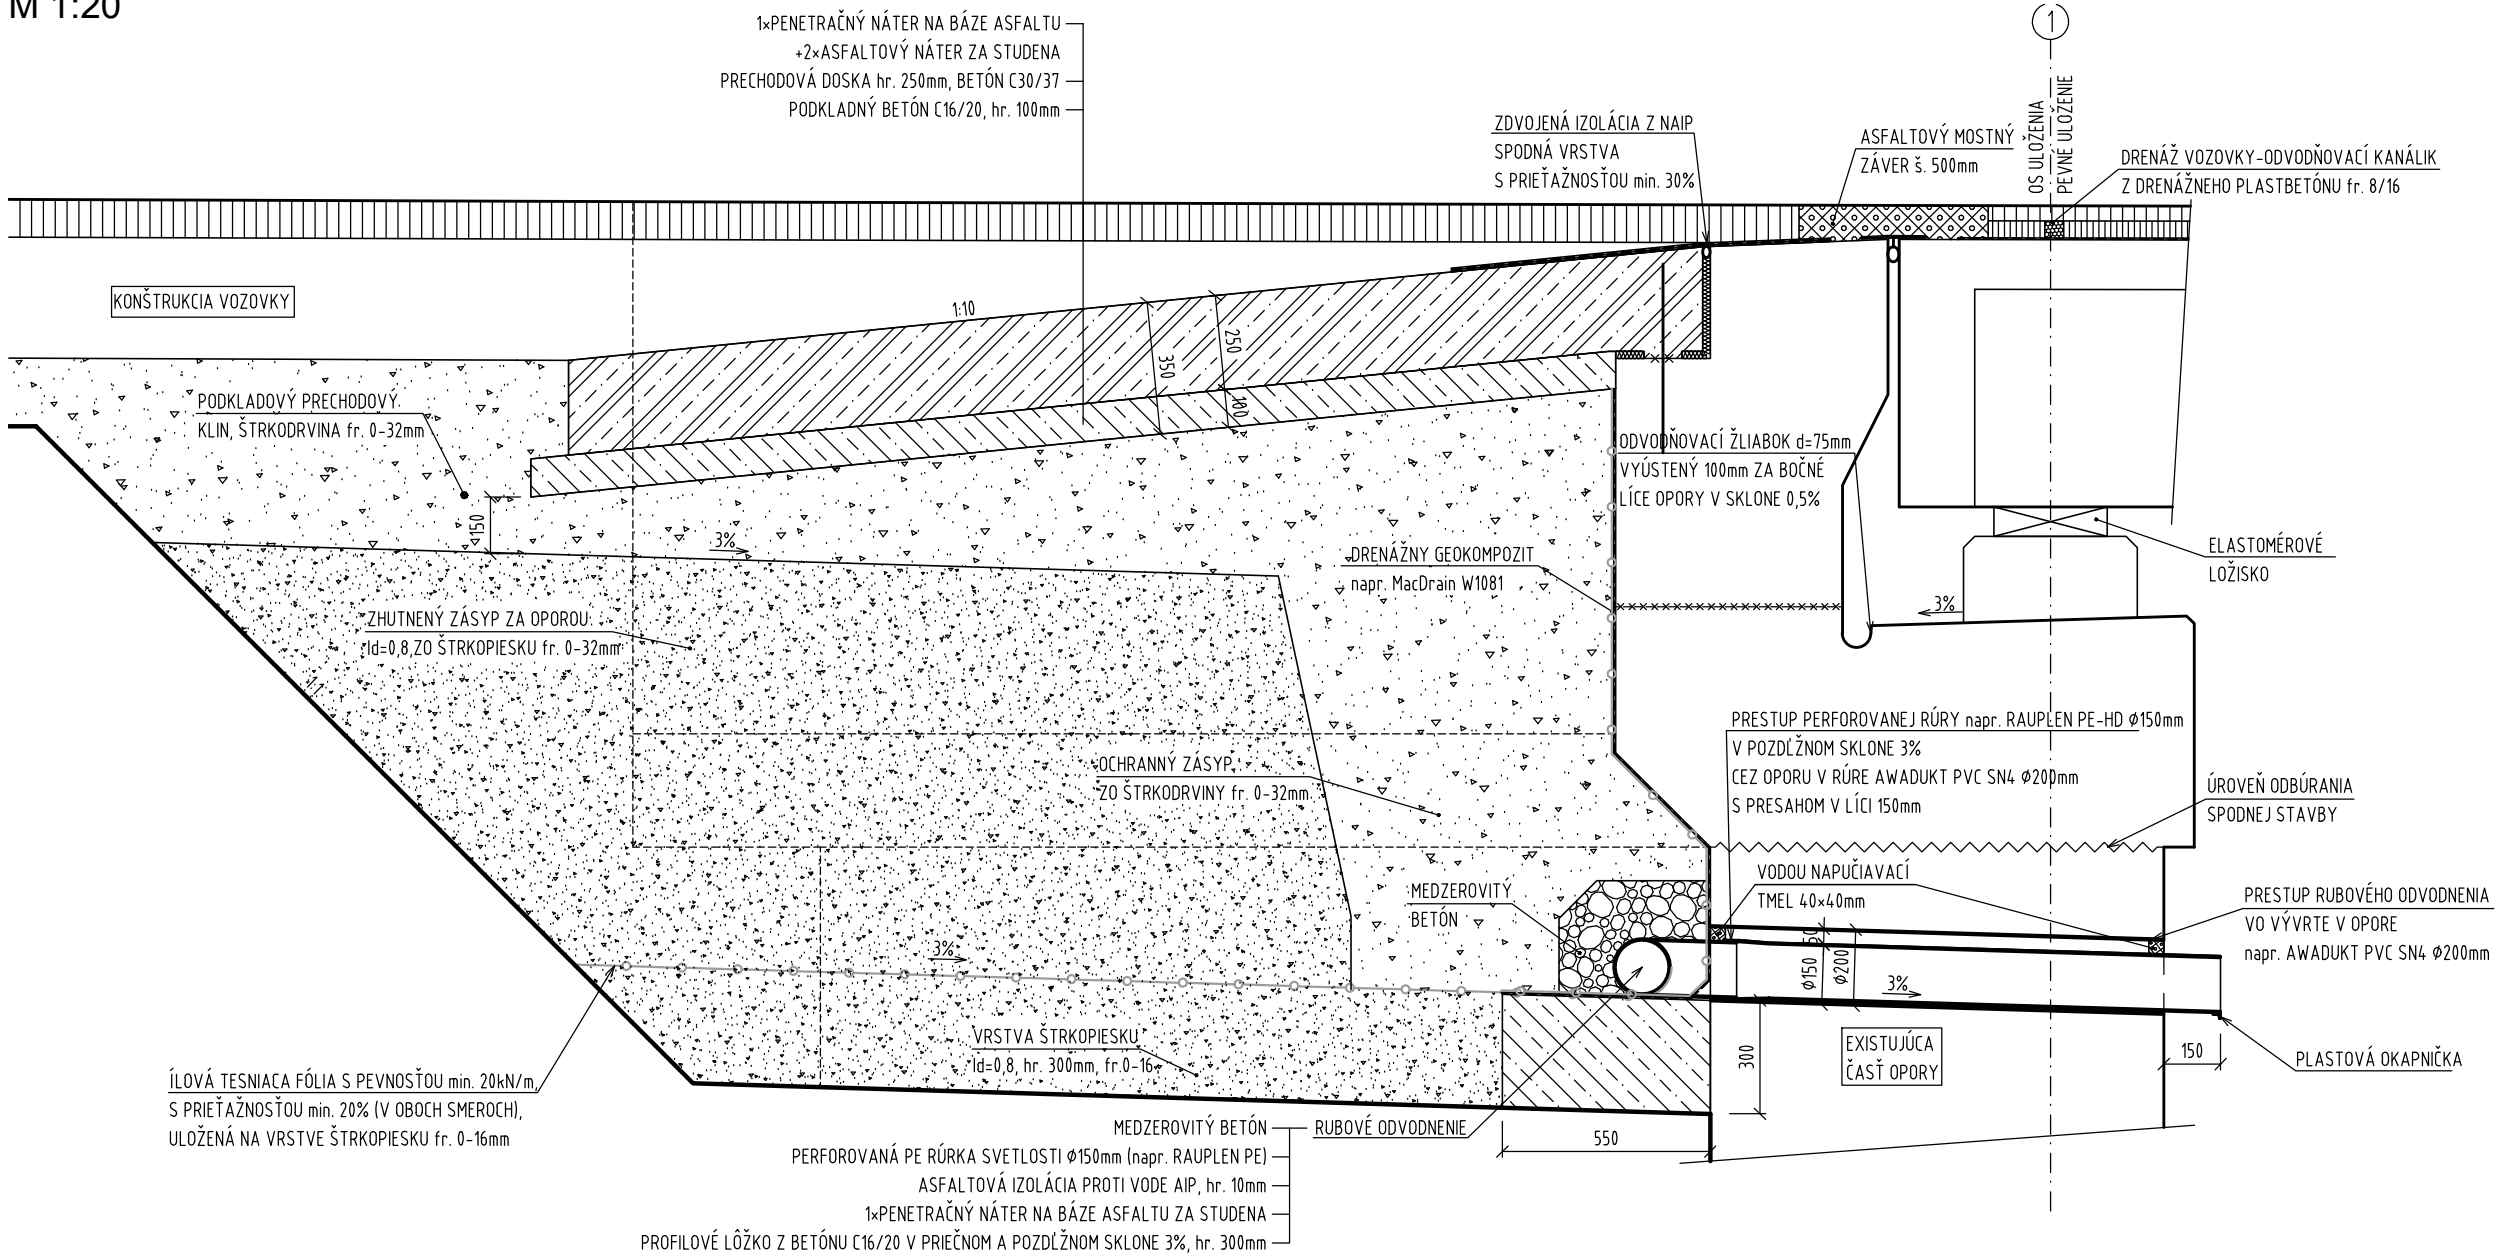 M 1:20
1×PENETRAČNÝ NÁTER NA BÁZE ASFALTU
+2×ASFALTOVÝ NÁTER ZA STUDENA
PRECHODOVÁ DOSKA hr. 250mm, BETÓN C30/37
PODKLADNÝ BETÓN C16/20, hr. 100mm
ZDVOJENÁ IZOLÁCIA Z NAIP
SPODNÁ VRSTVA
S PRIEŤAŽNOSŤOU min. 30%
ASFALTOVÝ MOSTNÝ
ZÁVER š. 500mm
1
OS ULOŽENIA
PEVNÉ ULOŽENIE
DRENÁŽ VOZOVKY-ODVODŇOVACÍ KANÁLIK
Z DRENÁŽNEHO PLASTBETÓNU fr. 8/16
KONŠTRUKCIA VOZOVKY
1:10
250
350
100
PODKLADOVÝ PRECHODOVÝ
KLIN, ŠTRKODRVINA fr. 0-32mm
150
3%
ODVODŇOVACÍ ŽLIABOK d=75mm
VYÚSTENÝ 100mm ZA BOČNÉ
LÍCE OPORY V SKLONE 0,5%
DRENÁŽNY GEOKOMPOZIT
napr. MacDrain W1081
ELASTOMÉROVÉ
LOŽISKO
3%
ZHUTNENÝ ZÁSYP ZA OPOROU
Id=0,8,ZO ŠTRKOPIESKU fr. 0-32mm
1:1
PRESTUP PERFOROVANEJ RÚRY napr. RAUPLEN PE-HD ϕ150mm
V POZDĹŽNOM SKLONE 3%
CEZ OPORU V RÚRE AWADUKT PVC SN4 ϕ200mm
S PRESAHOM V LÍCI 150mm
OCHRANNÝ ZÁSYP
ZO ŠTRKODRVINY fr. 0-32mm
ÚROVEŇ ODBÚRANIA
SPODNEJ STAVBY
MEDZEROVITÝ
BETÓN
VODOU NAPUČIAVACÍ
TMEL 40×40mm
PRESTUP RUBOVÉHO ODVODNENIA
VO VÝVRTE V OPORE
napr. AWADUKT PVC SN4 ϕ200mm
3%
50
ϕ150
ϕ200
3%
VRSTVA ŠTRKOPIESKU
Id=0,8, hr. 300mm, fr.0-16
300
EXISTUJÚCA
ČASŤ OPORY
150
PLASTOVÁ OKAPNIČKA
ÍLOVÁ TESNIACA FÓLIA S PEVNOSŤOU min. 20kN/m,
S PRIEŤAŽNOSŤOU min. 20% (V OBOCH SMEROCH),
ULOŽENÁ NA VRSTVE ŠTRKOPIESKU fr. 0-16mm
RUBOVÉ ODVODNENIE
550
MEDZEROVITÝ BETÓN
PERFOROVANÁ PE RÚRKA SVETLOSTI ϕ150mm (napr. RAUPLEN PE)
ASFALTOVÁ IZOLÁCIA PROTI VODE AIP, hr. 10mm
1×PENETRAČNÝ NÁTER NA BÁZE ASFALTU ZA STUDENA
PROFILOVÉ LÔŽKO Z BETÓNU C16/20 V PRIEČNOM A POZDĹŽNOM SKLONE 3%, hr. 300mm